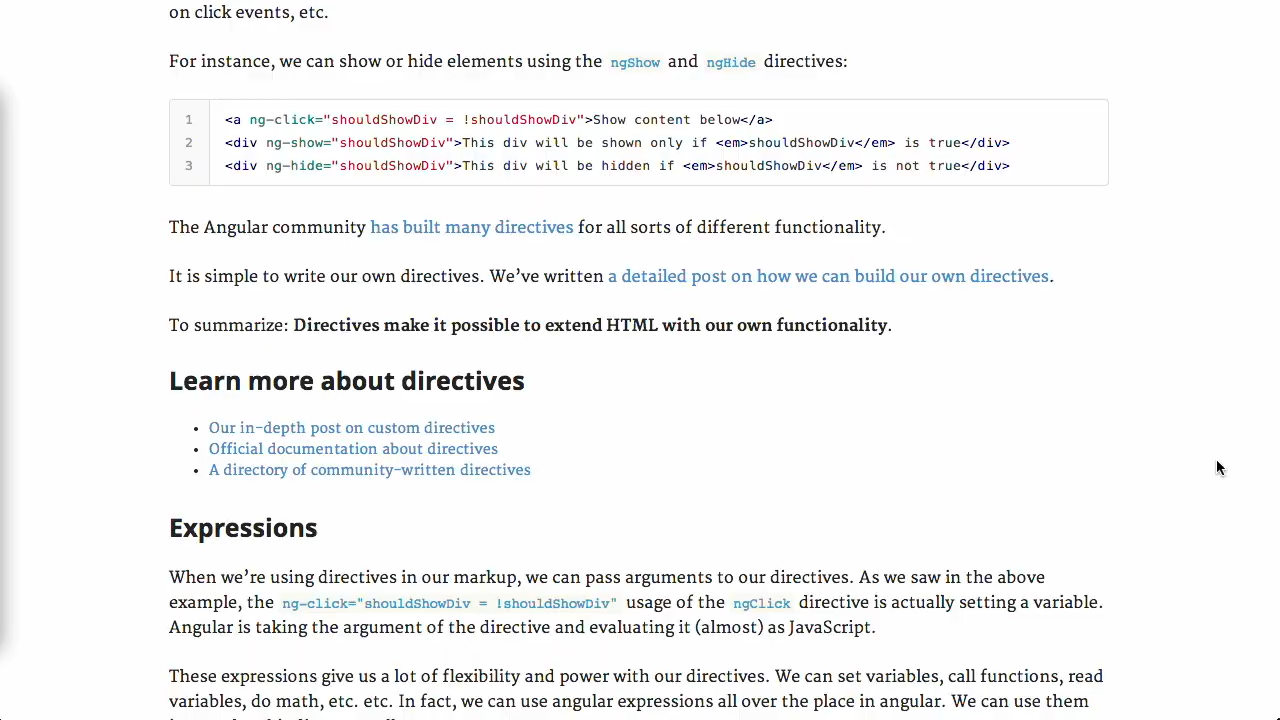 on click events, etc.
For instance, we can show or hide elements using the ngShow and ngHide directives:
1 <a ng-click="shouldShowDiv = !shouldShowDiv">Show content below</a>
2 <div ng-show="shouldShowDiv">This div will be shown only if <em>shouldShowDiv</em> is true</div>
3 <div ng-hide="shouldShowDiv">This div will be hidden if <em>shouldShowDiv</em> is not true</div>
The Angular community has built many directives for all sorts of different functionality.
It is simple to write our own directives. We’ve written a detailed post on how we can build our own directives.
To summarize: Directives make it possible to extend HTML with our own functionality.
Learn more about directives
• Our in-depth post on custom directives
• Official documentation about directives
• A directory of community-written directives
Expressions
When we’re using directives in our markup, we can pass arguments to our directives. As we saw in the above
example, the ng-click="shouldShowDiv = !shouldShowDiv" usage of the ngClick directive is actually setting a variable.
Angular is taking the argument of the directive and evaluating it (almost) as JavaScript.
These expressions give us a lot of flexibility and power with our directives. We can set variables, call functions, read
variables, do math, etc. etc. In fact, we can use angular expressions all over the place in angular. We can use them